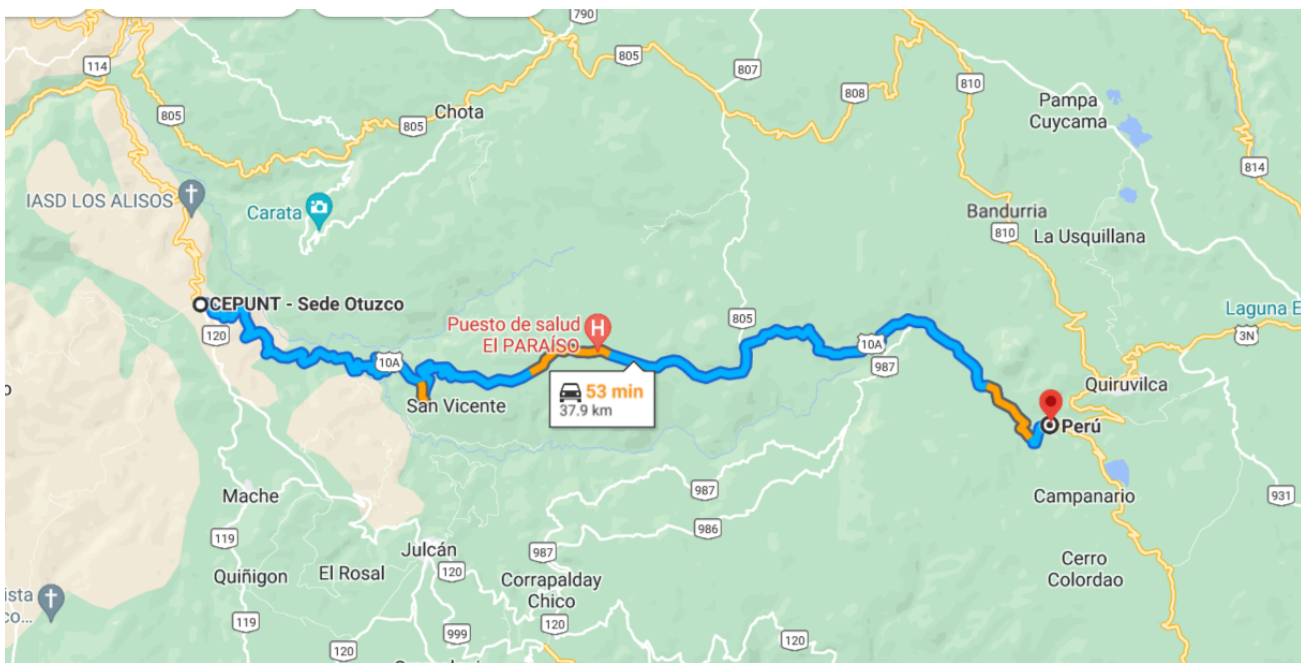 790
114
805
807
808
810
Pampa
Cuycama
805
Chota
805
814
IASD LOS ALISOS
Carata
Bandurria
810
La Usquillana
CEPUNT - Sede Otuzco
120
Puesto de salud
El PARAÍSO
805
Laguna E
3N
10A
10A
987
Quiruvilca
53 min
37.9 km
San Vicente
Perú
Mache
987
Campanario
931
986
119
Julcán
987
Quiñigon
El Rosal
120
Corrapalday
Chico
Cerro
Colordao
ista
co...
119
999
120
120